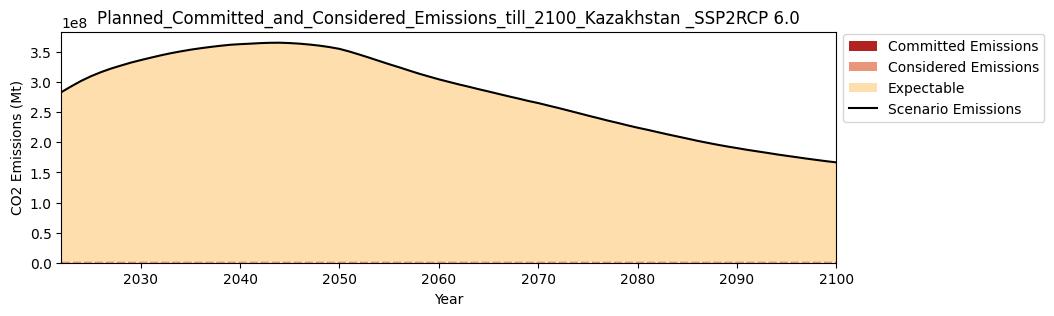 Planned_Committed_and_Considered_Emissions_till_2100_Kazakhstan _SSP2RCP 6.0
1e8
3.5
3.0
2.5
2.0
1.5
1.0
0.5
0.0
CO2 Emissions (Mt)
2030 2040 2050 2060 2070 2080 2090 2100
Year
Committed Emissions
Considered Emissions
Expectable
Scenario Emissions